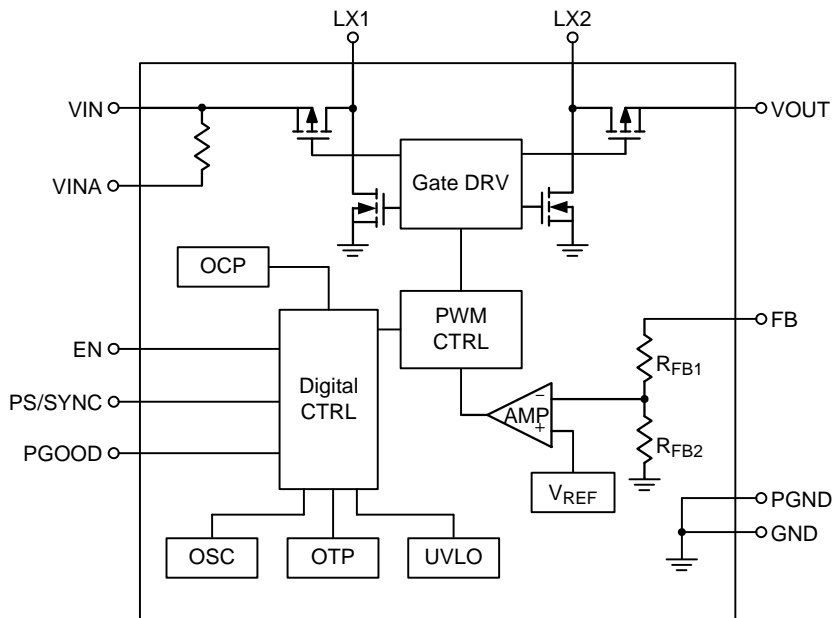 LX1
LX2
VIN
VOUT
VINA
Gate DRV
OCP
PWM
CTRL
FB
EN
RFB1
Digital
CTRL
PS/SYNC
−
AMP
+
PGOOD
RFB2
VREF
PGND
GND
OSC
OTP
UVLO